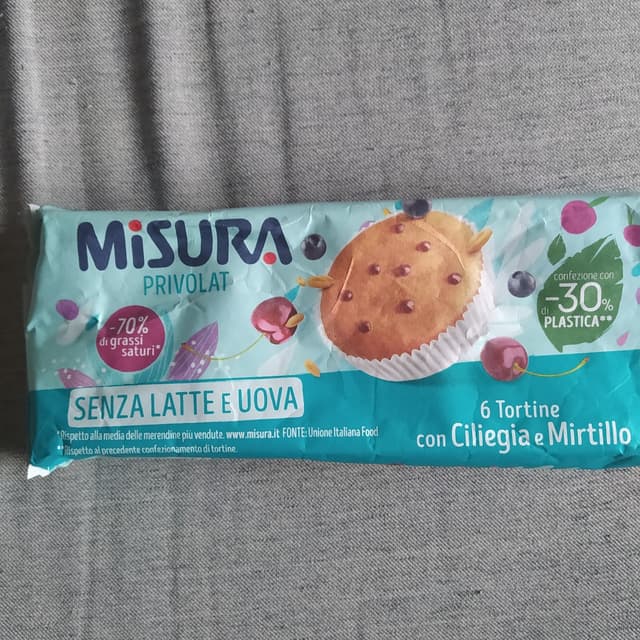 MiSURA
PRIVOLAT
-70%
di grassi
saturi*
confezione con
-30%
di
PLASTICA**
SENZA LATTE E UOVA
*Rispetto alla media delle merendine più vendute. www.misura.it FONTE: Unione Italiana Food
**Rispetto al precedente confezionamento di tortine.
6 Tortine
con Ciliegia e Mirtillo